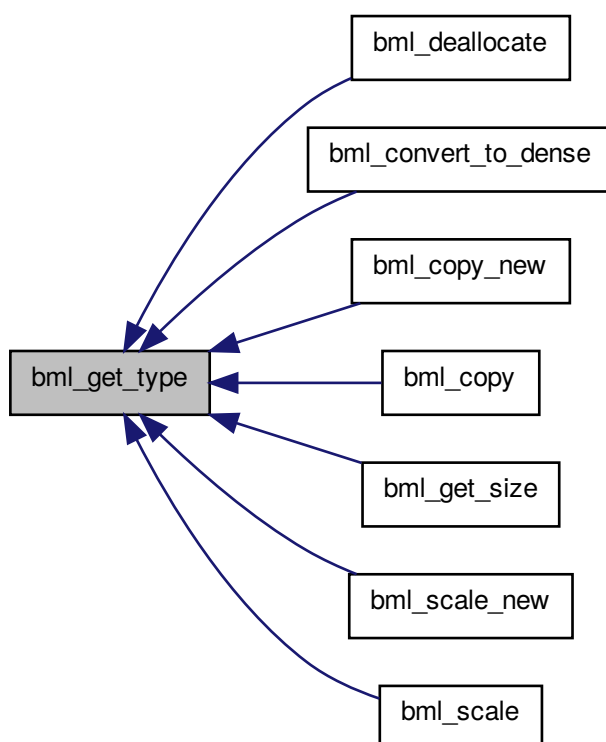 bml_deallocate
bml_convert_to_dense
bml_copy_new
bml_get_type
bml_copy
bml_get_size
bml_scale_new
bml_scale